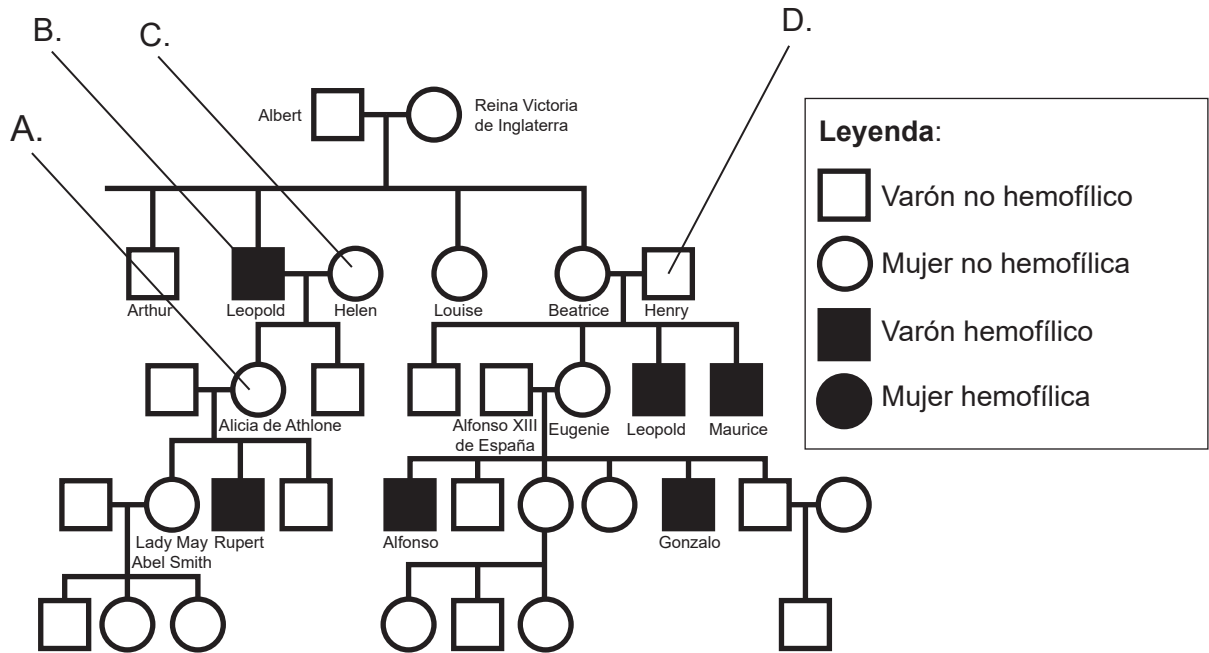 B.
C.
D.
A.
Albert
Reina Victoria
de Inglaterra
Leyenda:
Varón no hemofílico
Mujer no hemofílica
Varón hemofílico
Mujer hemofílica
Arthur
Leopold
Helen
Louise
Beatrice
Henry
Alicia de Athlone
Alfonso XIII
de España
Eugenie
Leopold
Maurice
Lady May
Abel Smith
Rupert
Alfonso
Gonzalo